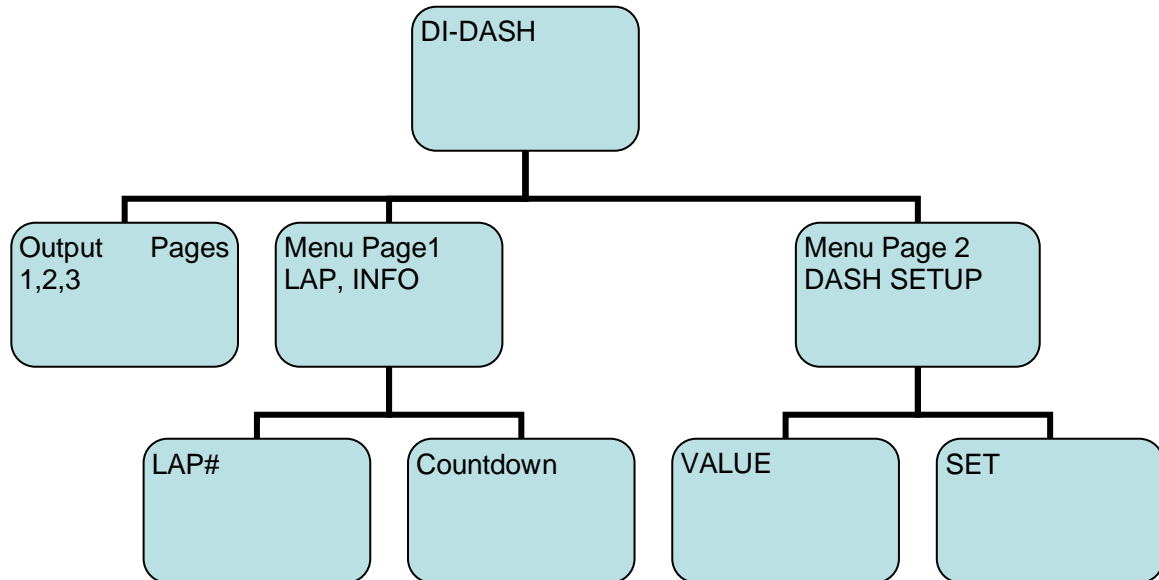 DI-DASH
Output Pages
1,2,3
Menu Page1
LAP, INFO
Menu Page 2
DASH SETUP
LAP#
Countdown
VALUE
SET